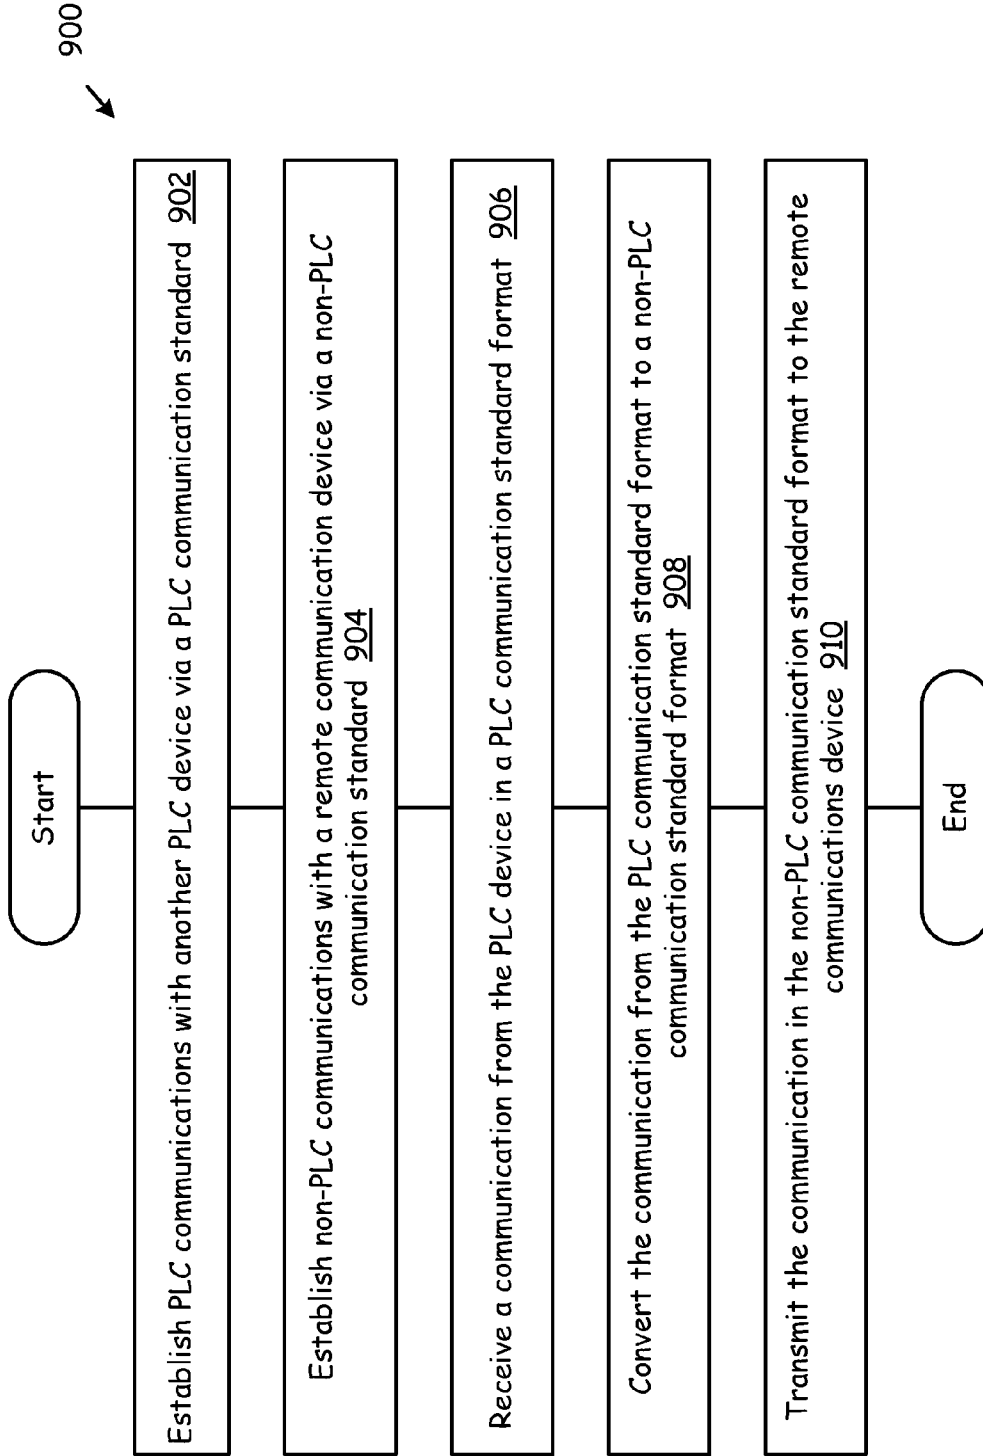 900
Start
Establish PLC communications with another PLC device via a PLC communication standard 902
Establish non-PLC communications with a remote communication device via a non-PLC
communication standard 904
Receive a communication from the PLC device in a PLC communication standard format 906
Convert the communication from the PLC communication standard format to a non-PLC
communication standard format 908
Transmit the communication in the non-PLC communication standard format to the remote
communications device 910
End